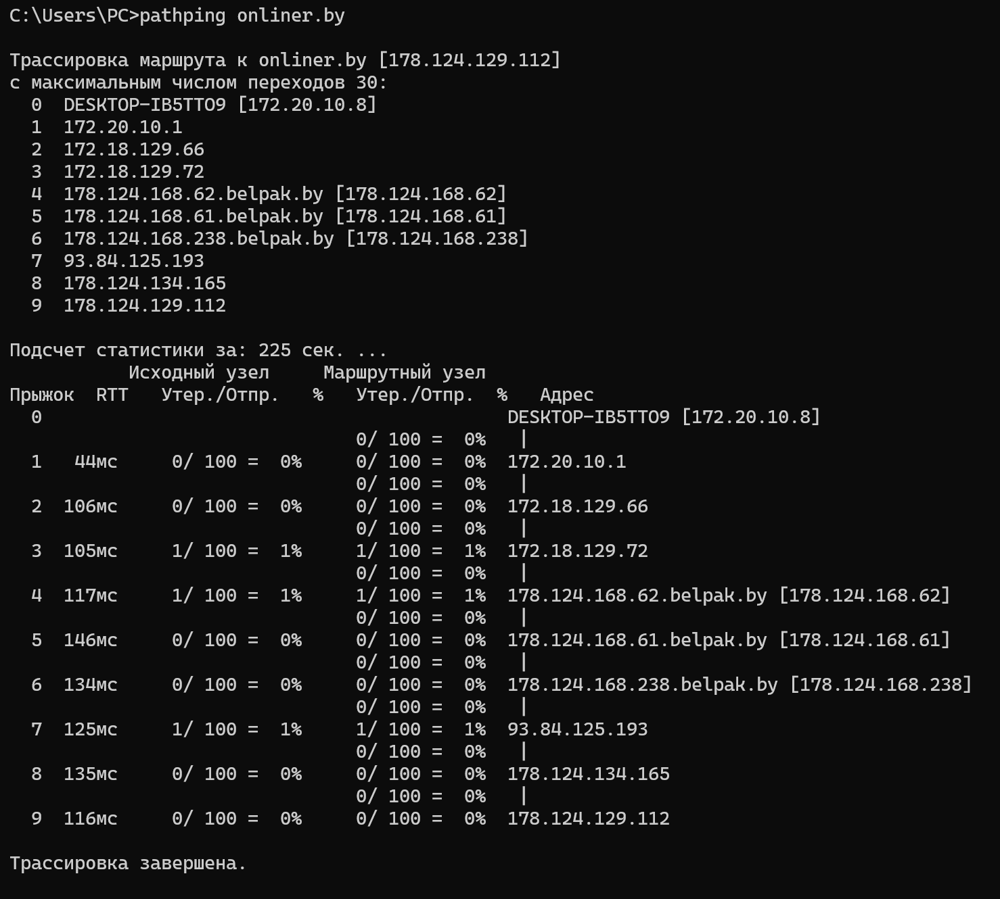 C:\Users\PC>pathping onliner.by
Трассировка маршрута к onliner.by [178.124.129.112]
с максимальным числом переходов 30:
  0  DESKTOP-IB5TTO9 [172.20.10.8]
  1  172.20.10.1
  2  172.18.129.66
  3  172.18.129.72
  4  178.124.168.62.belpak.by [178.124.168.62]
  5  178.124.168.61.belpak.by [178.124.168.61]
  6  178.124.168.238.belpak.by [178.124.168.238]
  7  93.84.125.193
  8  178.124.134.165
  9  178.124.129.112
Подсчет статистики за: 225 сек. ...
           Исходный узел     Маршрутный узел
Прыжок  RTT   Утер./Отпр.   %   Утер./Отпр.  %   Адрес
  0                                           DESKTOP-IB5TTO9 [172.20.10.8]
                                0/ 100 =  0%   |
  1   44мс     0/ 100 =  0%     0/ 100 =  0%  172.20.10.1
                                0/ 100 =  0%   |
  2  106мс     0/ 100 =  0%     0/ 100 =  0%  172.18.129.66
                                0/ 100 =  0%   |
  3  105мс     1/ 100 =  1%     1/ 100 =  1%  172.18.129.72
                                0/ 100 =  0%   |
  4  117мс     1/ 100 =  1%     1/ 100 =  1%  178.124.168.62.belpak.by [178.124.168.62]
                                0/ 100 =  0%   |
  5  146мс     0/ 100 =  0%     0/ 100 =  0%  178.124.168.61.belpak.by [178.124.168.61]
                                0/ 100 =  0%   |
  6  134мс     0/ 100 =  0%     0/ 100 =  0%  178.124.168.238.belpak.by [178.124.168.238]
                                0/ 100 =  0%   |
  7  125мс     1/ 100 =  1%     1/ 100 =  1%  93.84.125.193
                                0/ 100 =  0%   |
  8  135мс     0/ 100 =  0%     0/ 100 =  0%  178.124.134.165
                                0/ 100 =  0%   |
  9  116мс     0/ 100 =  0%     0/ 100 =  0%  178.124.129.112
Трассировка завершена.